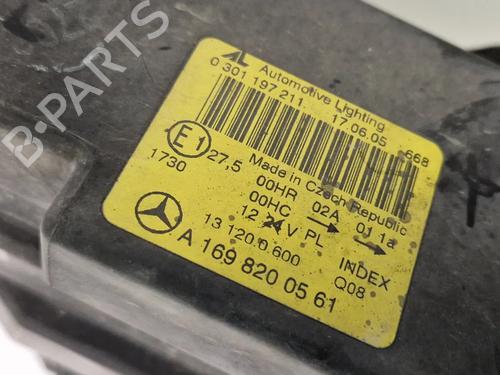 B-PARTS
AL Automotive Lighting
0 301 197 211 17.06.05 668
E1 27,5
1730
Made in Czech Republic
00HR 02A 01 1a
00HC
12 24 V PL
13 120.0.600 INDEX
A 169 820 05 61 Q08